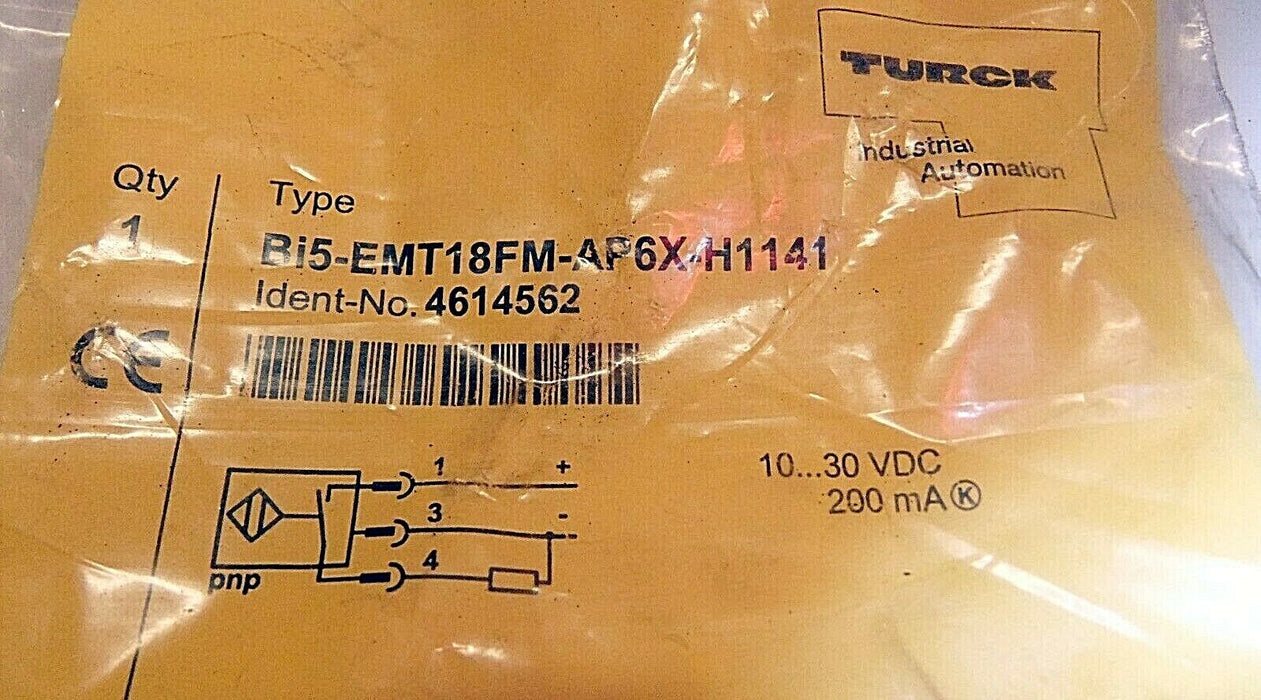 TURCK
Industrial
Automation
Qty
1
Type
Bi5-EMT18FM-AP6X-H1141
Ident-No. 4614562
CE
1 +
3 -
4
pnp
10...30 VDC
200 mA Ⓚ